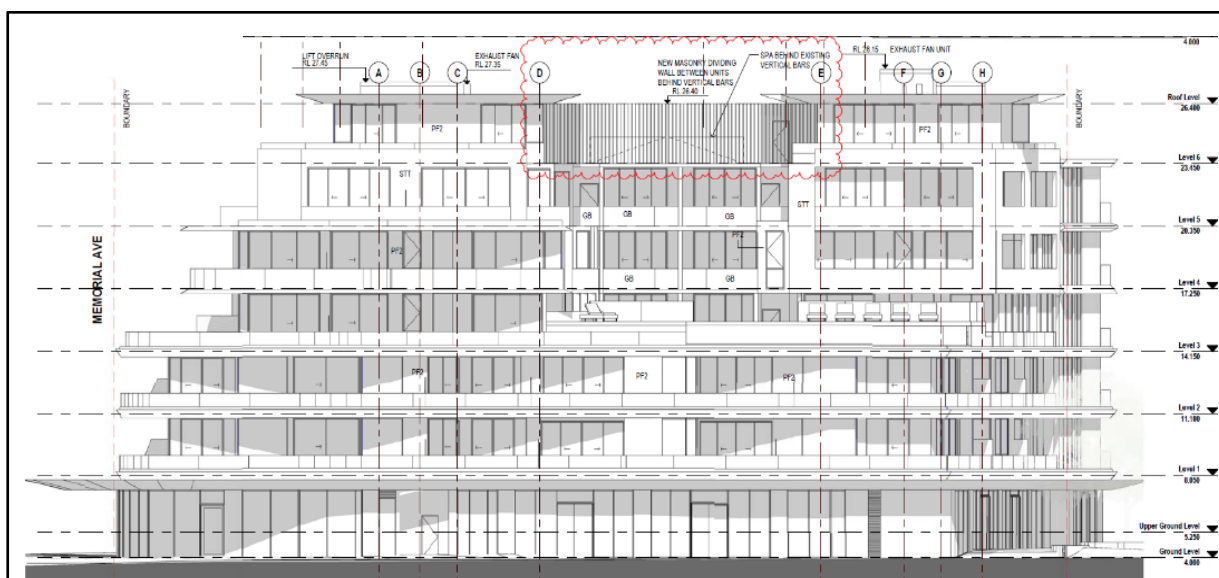 4.000
LIFT OVERRUN
RL 27.45
EXHAUST FAN
RL 27.35
NEW MASONRY DIVIDING
WALL BETWEEN UNITS
BEHIND VERTICAL BARS
RL 26.40
SPA BEHIND EXISTING
VERTICAL BARS
RL 28.15 EXHAUST FAN UNIT
A
B
C
D
E
F
G
H
BOUNDARY
BOUNDARY
Roof Level
26.400
PF2
PF2
Level 6
23.450
STT
GTT
GB
GB
GB
Level 5
20.350
PF2
PF2
GB
GB
Level 4
17.250
MEMORIAL AVE
Level 3
14.150
PF2
PF2
PF2
Level 2
11.100
Level 1
8.050
Upper Ground Level
5.250
Ground Level
4.000